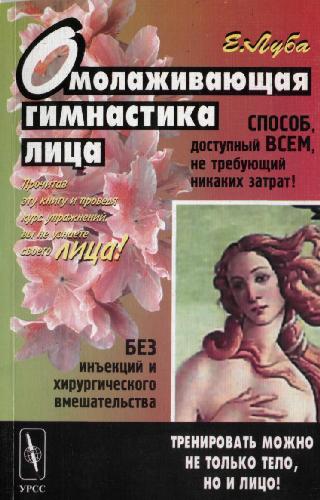 Е.Луба
Омолаживающая
гимнастика
лица
СПОСОБ,
доступный ВСЕМ,
не требующий
никаких затрат!
Прочитав
эту книгу и проведя
курс упражнений,
вы не узнаете
своего лица!
БЕЗ
инъекций и
хирургического
вмешательства
ТРЕНИРОВАТЬ МОЖНО
НЕ ТОЛЬКО ТЕЛО,
НО И ЛИЦО!
УРСС